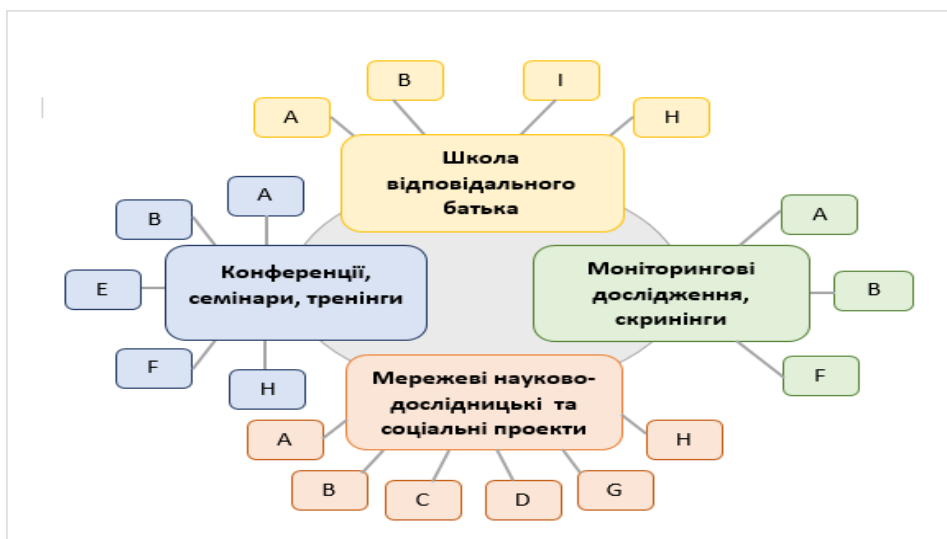 A
B
I
H
Школа
відповідального
батька
A
B
E
F
H
Конференції,
семінари, тренінги
Моніторингові
дослідження,
скринінги
A
B
F
Мережеві науково-
дослідницькі та
соціальні проекти
A
B
C
D
G
H